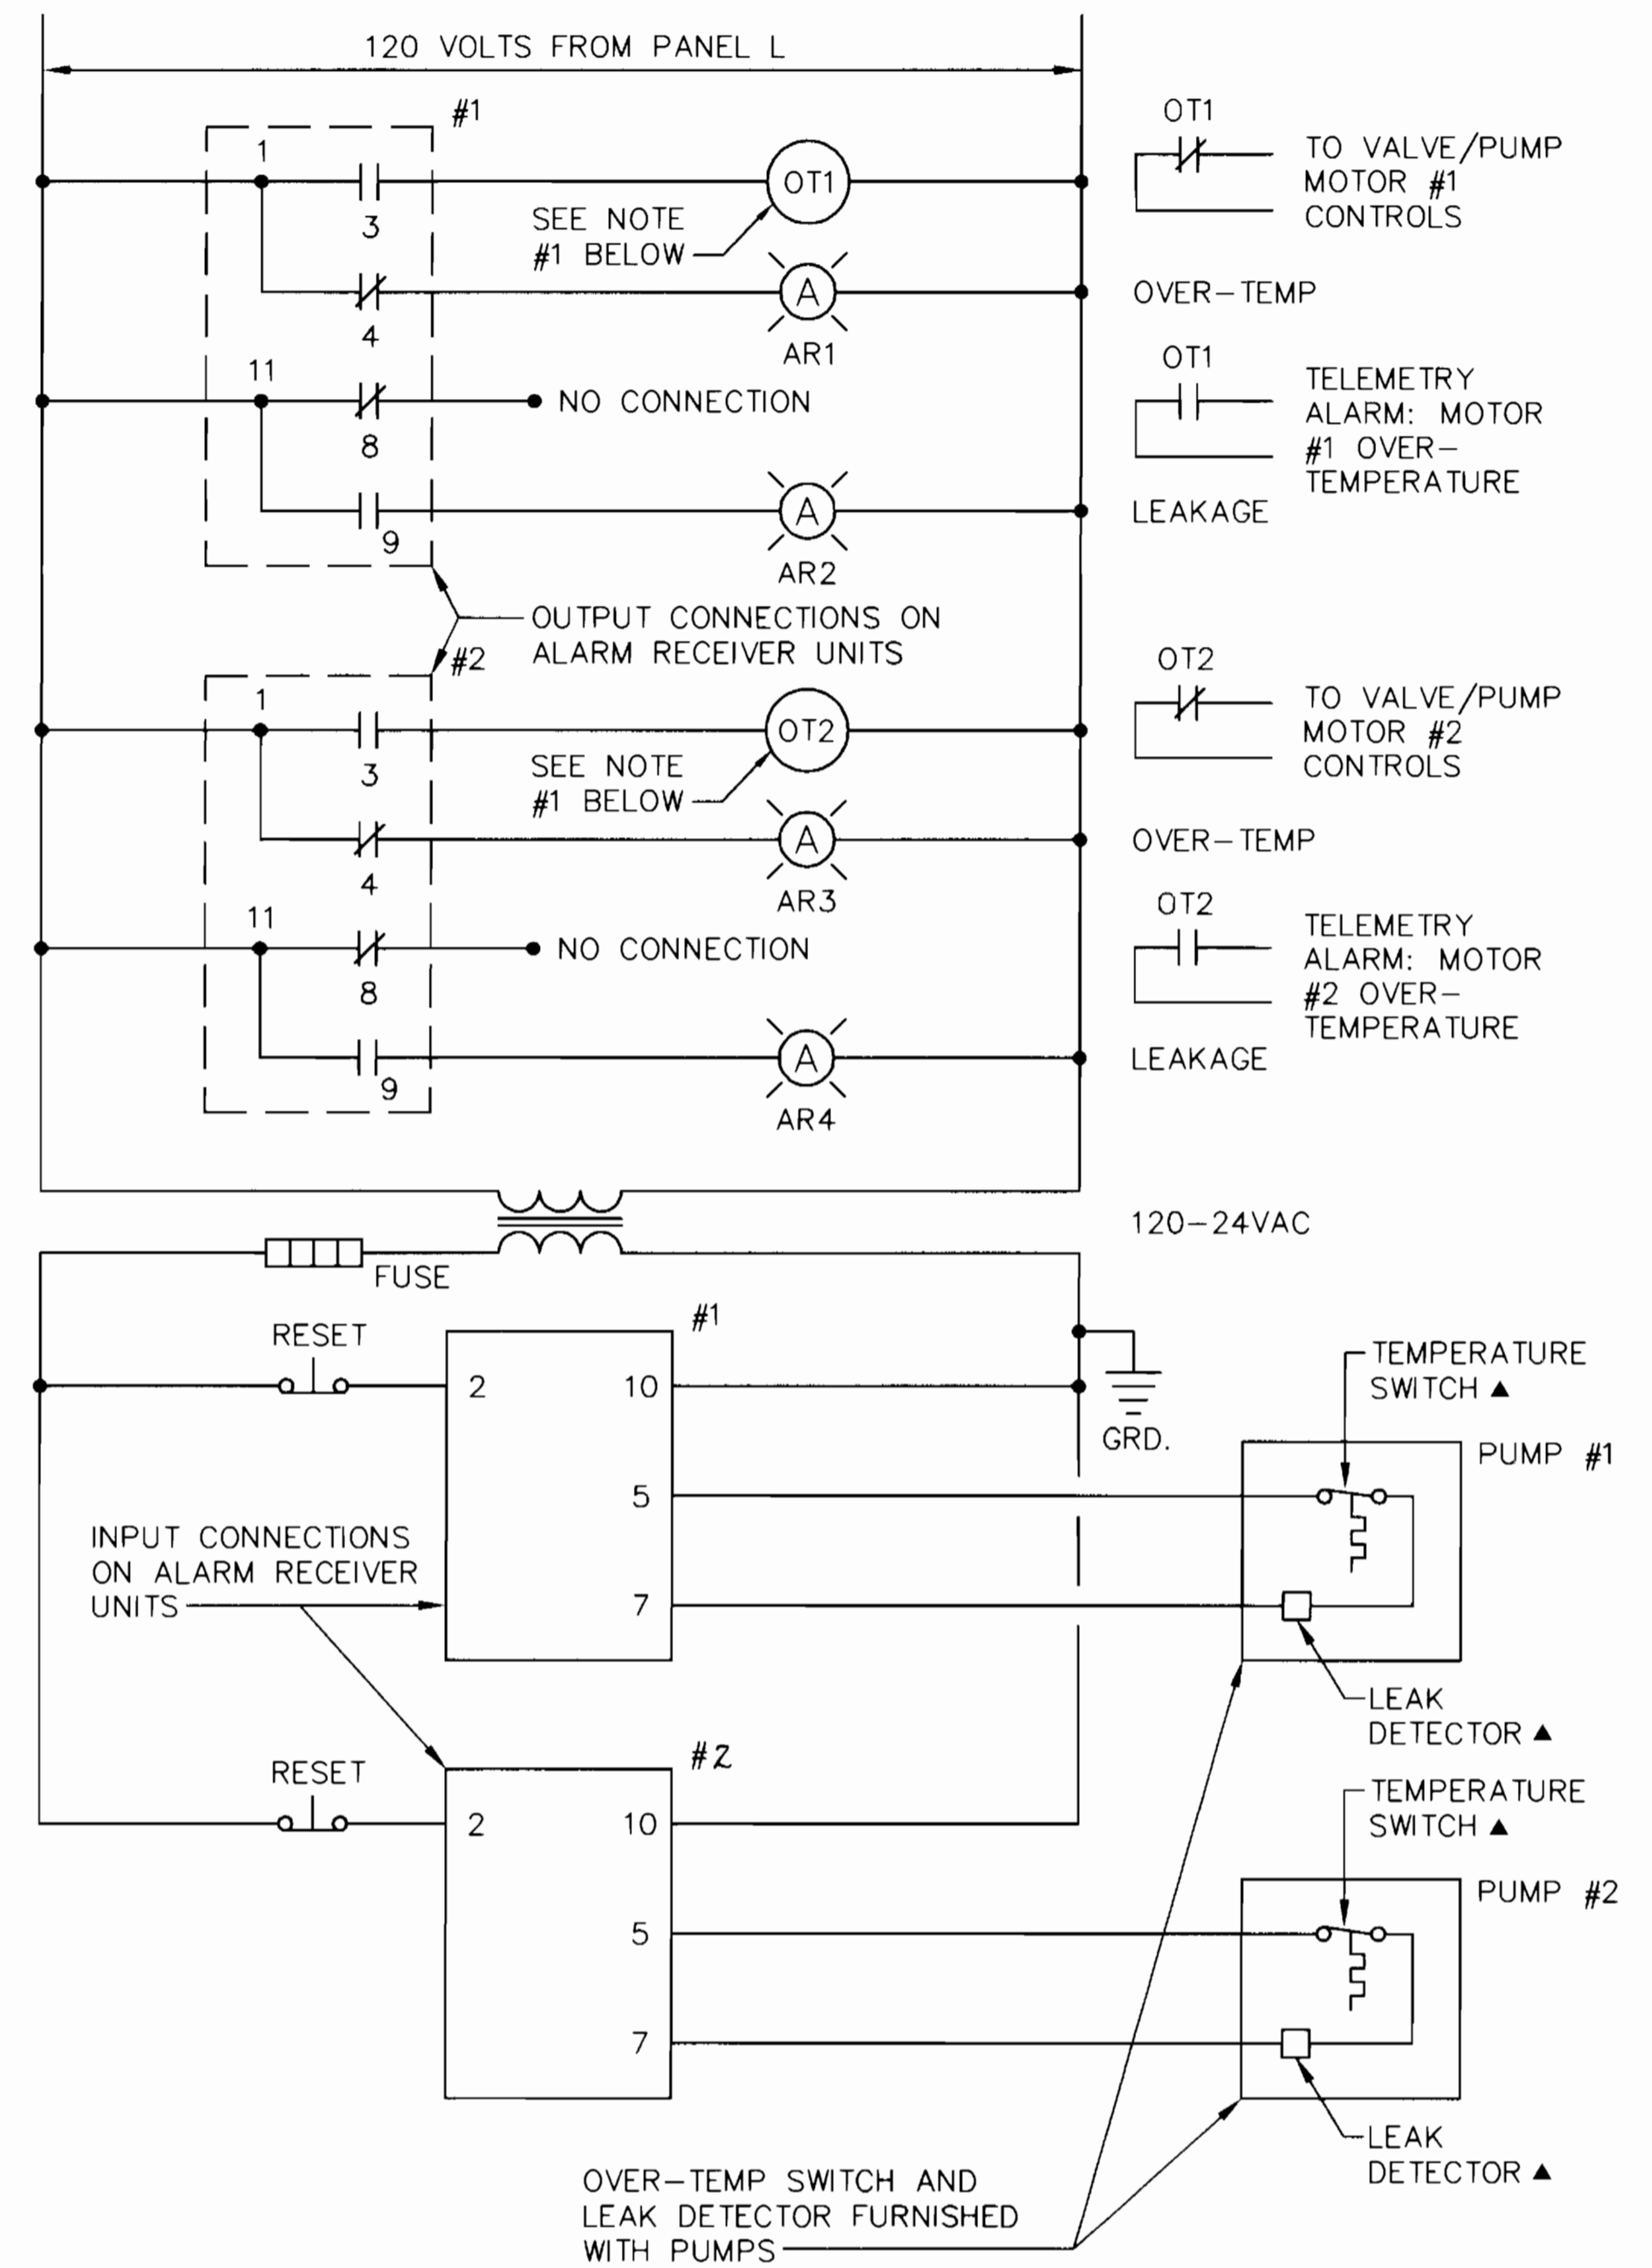 120 VOLTS FROM PANEL L
#1
OT1
1
3
OT1
TO VALVE/PUMP
MOTOR #1
CONTROLS
SEE NOTE
#1 BELOW
4
A
AR1
OVER-TEMP
11
8
NO CONNECTION
OT1
TELEMETRY
ALARM: MOTOR
#1 OVER-
TEMPERATURE
9
A
AR2
LEAKAGE
OUTPUT CONNECTIONS ON
ALARM RECEIVER UNITS
#2
OT2
1
3
OT2
TO VALVE/PUMP
MOTOR #2
CONTROLS
SEE NOTE
#1 BELOW
4
A
AR3
OVER-TEMP
11
8
NO CONNECTION
OT2
TELEMETRY
ALARM: MOTOR
#2 OVER-
TEMPERATURE
9
A
AR4
LEAKAGE
120-24VAC
FUSE
#1
RESET
2
10
GRD.
TEMPERATURE
SWITCH ▲
PUMP #1
5
INPUT CONNECTIONS
ON ALARM RECEIVER
UNITS
7
LEAK
DETECTOR ▲
#2
RESET
2
10
TEMPERATURE
SWITCH ▲
PUMP #2
5
7
LEAK
DETECTOR ▲
OVER-TEMP SWITCH AND
LEAK DETECTOR FURNISHED
WITH PUMPS